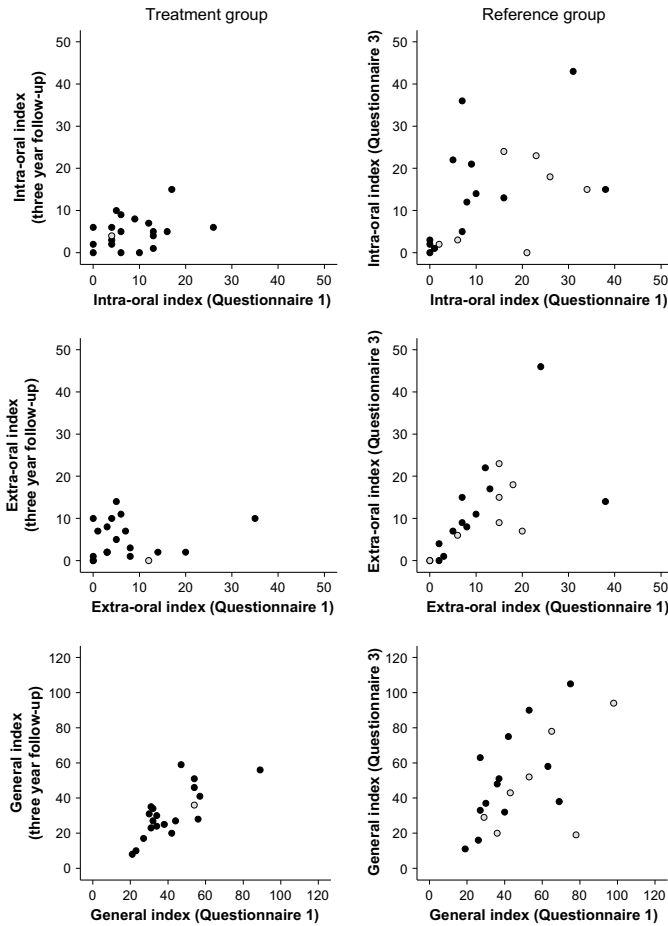 Treatment group
Reference group
Intra-oral index
(three year follow-up)
50
40
30
20
10
0
0 10 20 30 40 50
Intra-oral index (Questionnaire 1)
Intra-oral index (Questionnaire 3)
50
40
30
20
10
0
0 10 20 30 40 50
Intra-oral index (Questionnaire 1)
Extra-oral index
(three year follow-up)
50
40
30
20
10
0
0 10 20 30 40 50
Extra-oral index (Questionnaire 1)
Extra-oral index (Questionnaire 3)
50
40
30
20
10
0
0 10 20 30 40 50
Extra-oral index (Questionnaire 1)
General index
(three year follow-up)
120
100
80
60
40
20
0
0 20 40 60 80 100 120
General index (Questionnaire 1)
General index (Questionnaire 3)
120
100
80
60
40
20
0
0 20 40 60 80 100 120
General index (Questionnaire 1)